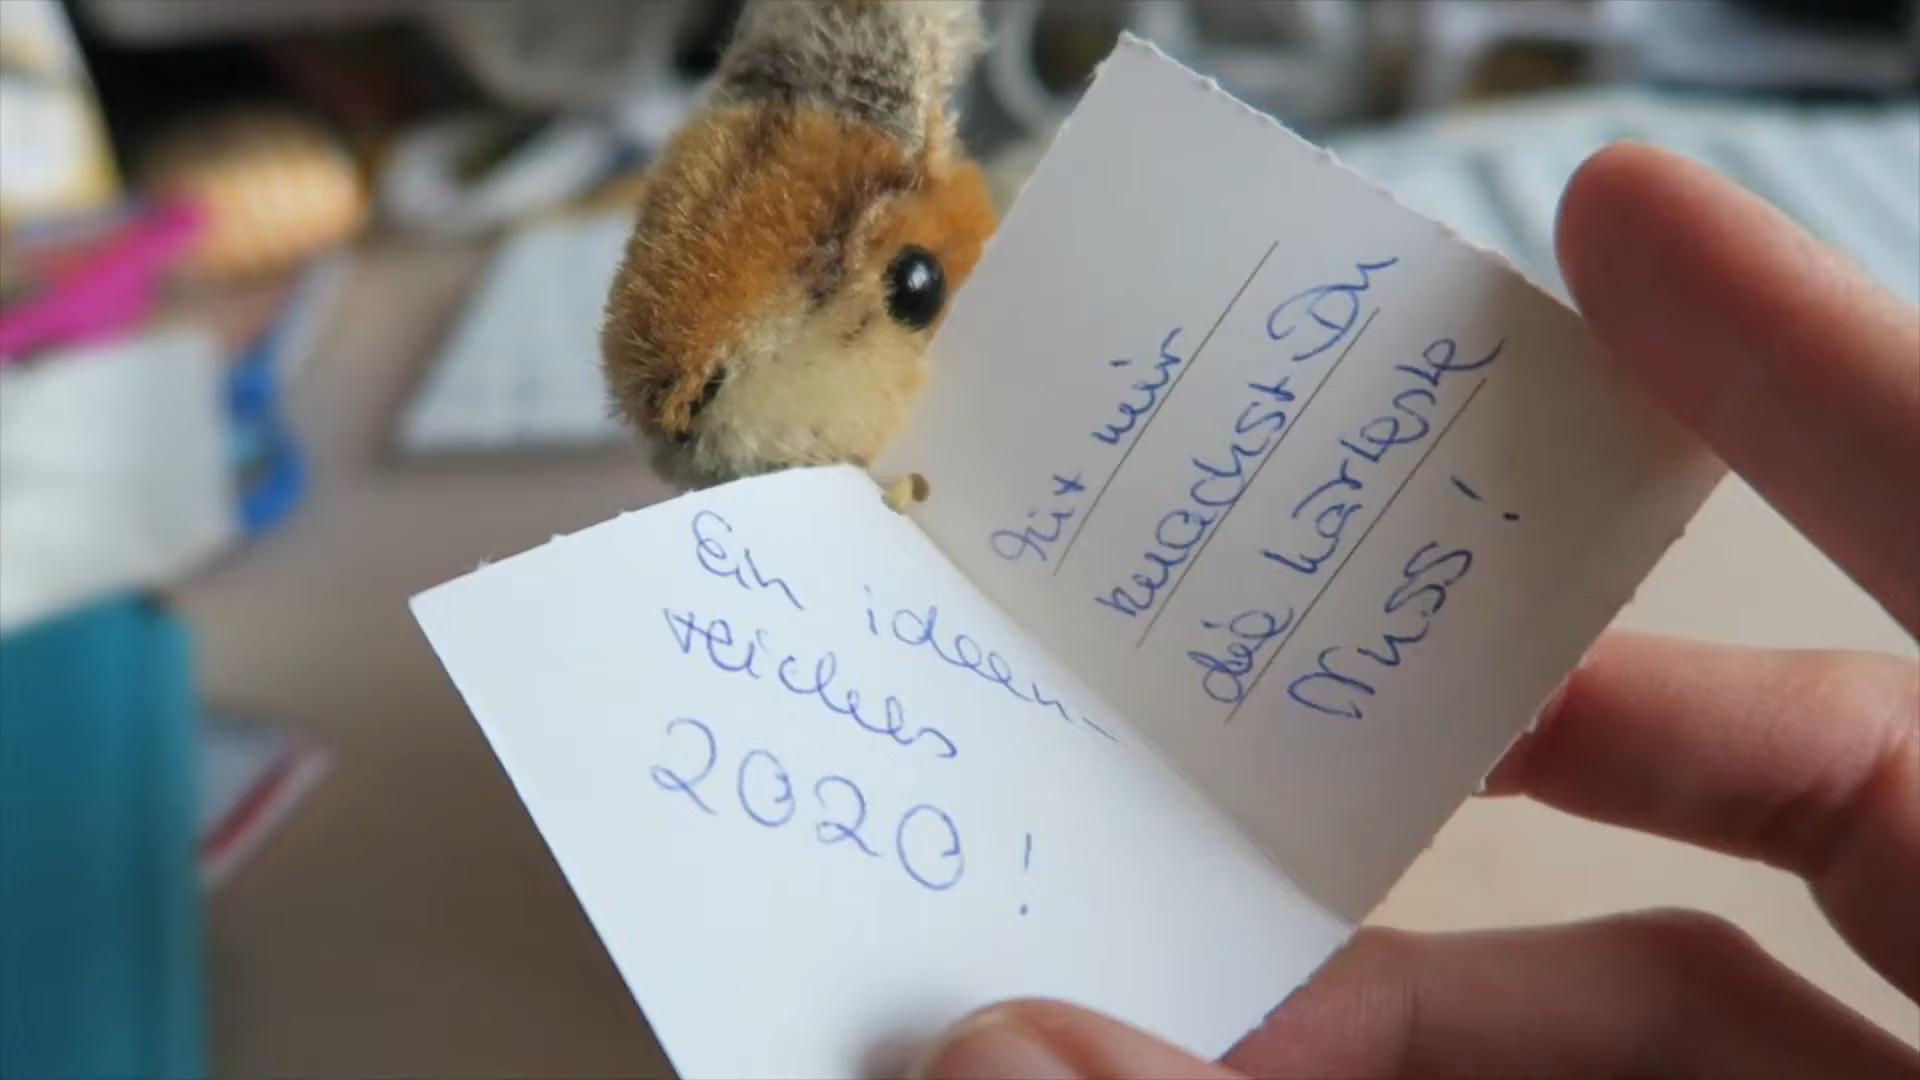 Ein ideen-
reiches
2020!
Mit mir
knackst Du
die härteste
Nuss!